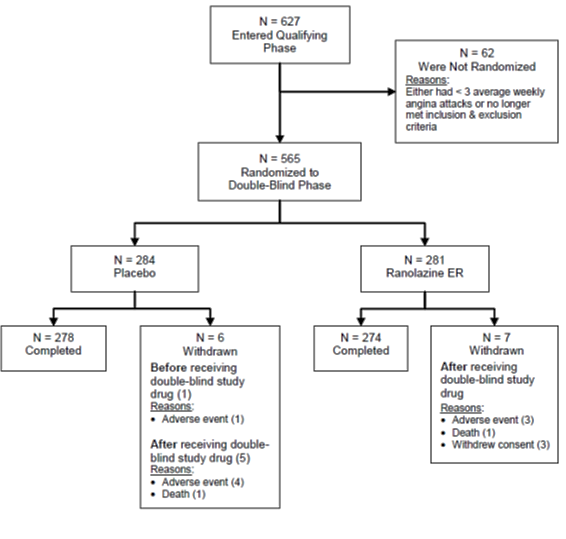 N = 627
Entered Qualifying
Phase
N = 62
Were Not Randomized
Reasons:
Either had < 3 average weekly
angina attacks or no longer
met inclusion & exclusion
criteria
N = 565
Randomized to
Double-Blind Phase
N = 284
Placebo
N = 281
Ranolazine ER
N = 278
Completed
N = 6
Withdrawn
Before receiving
double-blind study
drug (1)
Reasons:
• Adverse event (1)
After receiving double-
blind study drug (5)
Reasons:
• Adverse event (4)
• Death (1)
N = 274
Completed
N = 7
Withdrawn
After receiving
double-blind study
drug
Reasons:
• Adverse event (3)
• Death (1)
• Withdrew consent (3)